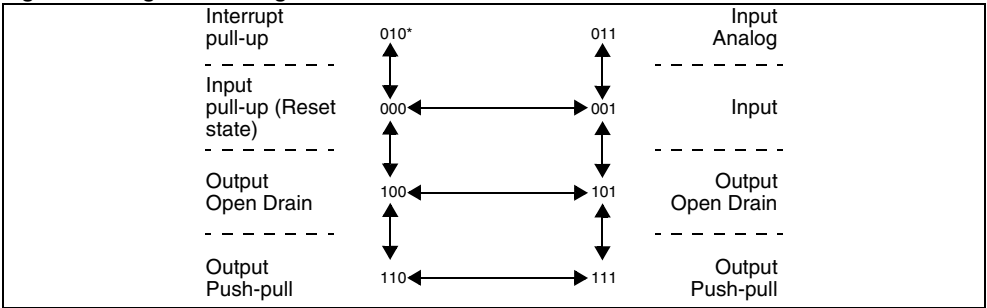 Interrupt
pull-up
010*
011
Input
Analog
Input
pull-up (Reset
state)
000
001
Input
Output
Open Drain
100
101
Output
Open Drain
Output
Push-pull
110
111
Output
Push-pull